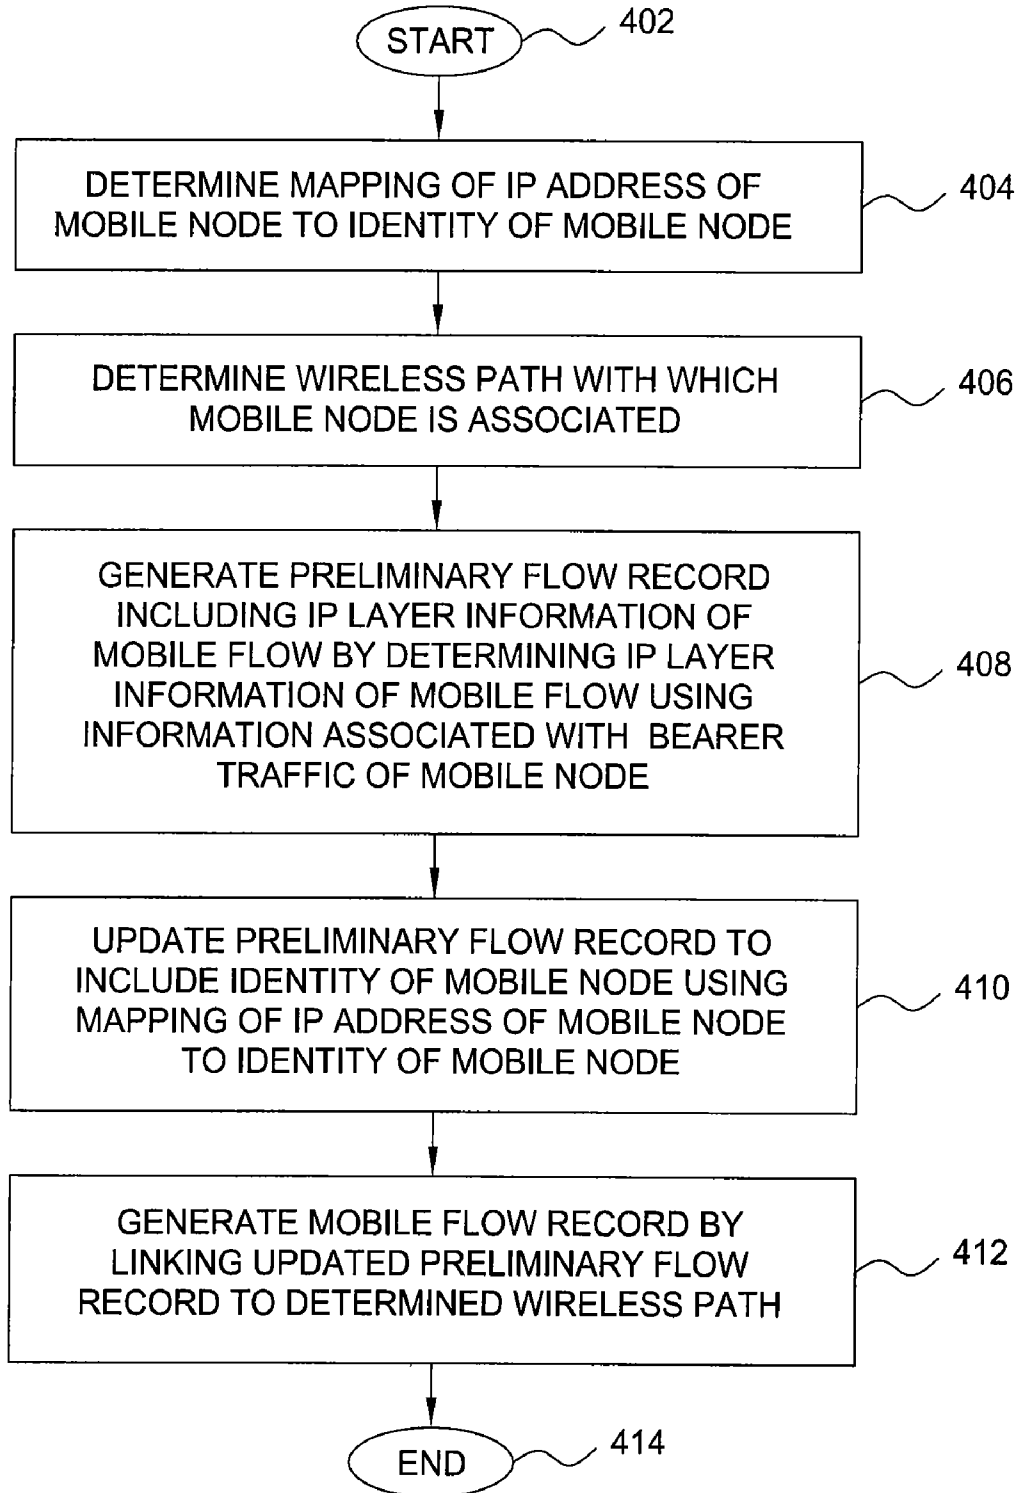 START
402
DETERMINE MAPPING OF IP ADDRESS OF
MOBILE NODE TO IDENTITY OF MOBILE NODE
404
DETERMINE WIRELESS PATH WITH WHICH
MOBILE NODE IS ASSOCIATED
406
GENERATE PRELIMINARY FLOW RECORD
INCLUDING IP LAYER INFORMATION OF
MOBILE FLOW BY DETERMINING IP LAYER
INFORMATION OF MOBILE FLOW USING
INFORMATION ASSOCIATED WITH BEARER
TRAFFIC OF MOBILE NODE
408
UPDATE PRELIMINARY FLOW RECORD TO
INCLUDE IDENTITY OF MOBILE NODE USING
MAPPING OF IP ADDRESS OF MOBILE NODE
TO IDENTITY OF MOBILE NODE
410
GENERATE MOBILE FLOW RECORD BY
LINKING UPDATED PRELIMINARY FLOW
RECORD TO DETERMINED WIRELESS PATH
412
END
414